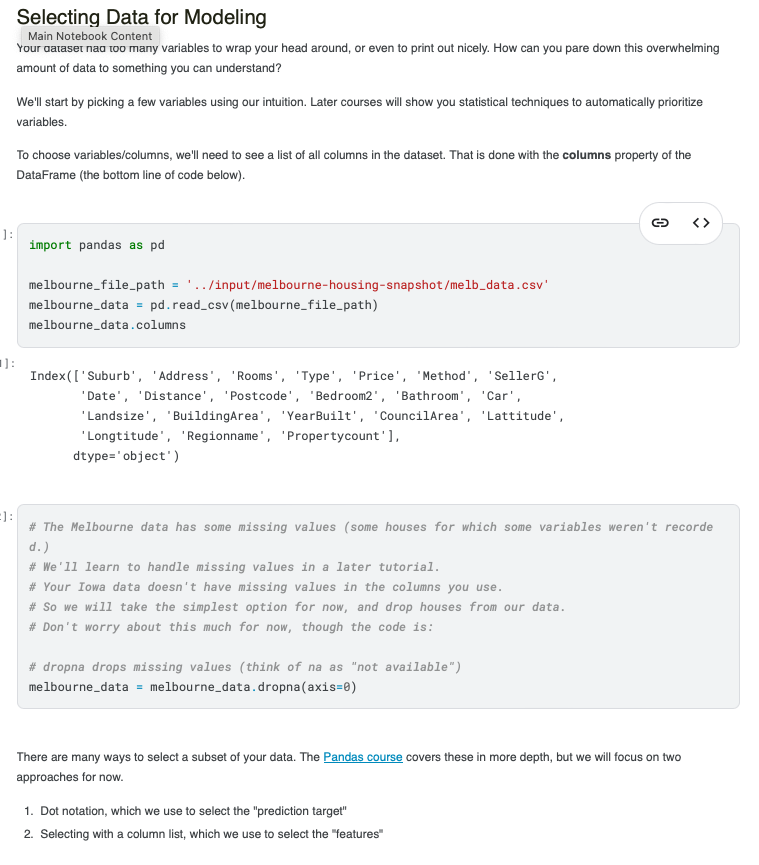 Selecting Data for Modeling
Main Notebook Content
Your dataset had too many variables to wrap your head around, or even to print out nicely. How can you pare down this overwhelming
amount of data to something you can understand?
We'll start by picking a few variables using our intuition. Later courses will show you statistical techniques to automatically prioritize
variables.
To choose variables/columns, we'll need to see a list of all columns in the dataset. That is done with the columns property of the
DataFrame (the bottom line of code below).
]:
import pandas as pd
melbourne_file_path = '../input/melbourne-housing-snapshot/melb_data.csv'
melbourne_data = pd.read_csv(melbourne_file_path)
melbourne_data.columns
]:
Index(['Suburb', 'Address', 'Rooms', 'Type', 'Price', 'Method', 'SellerG',
'Date', 'Distance', 'Postcode', 'Bedroom2', 'Bathroom', 'Car',
'Landsize', 'BuildingArea', 'YearBuilt', 'CouncilArea', 'Lattitude',
'Longtitude', 'Regionname', 'Propertycount'],
dtype='object')
]:
# The Melbourne data has some missing values (some houses for which some variables weren't recorde
d.)
# We'll learn to handle missing values in a later tutorial.
# Your Iowa data doesn't have missing values in the columns you use.
# So we will take the simplest option for now, and drop houses from our data.
# Don't worry about this much for now, though the code is:
# dropna drops missing values (think of na as "not available")
melbourne_data = melbourne_data.dropna(axis=0)
There are many ways to select a subset of your data. The Pandas course covers these in more depth, but we will focus on two
approaches for now.
1. Dot notation, which we use to select the "prediction target"
2. Selecting with a column list, which we use to select the "features"